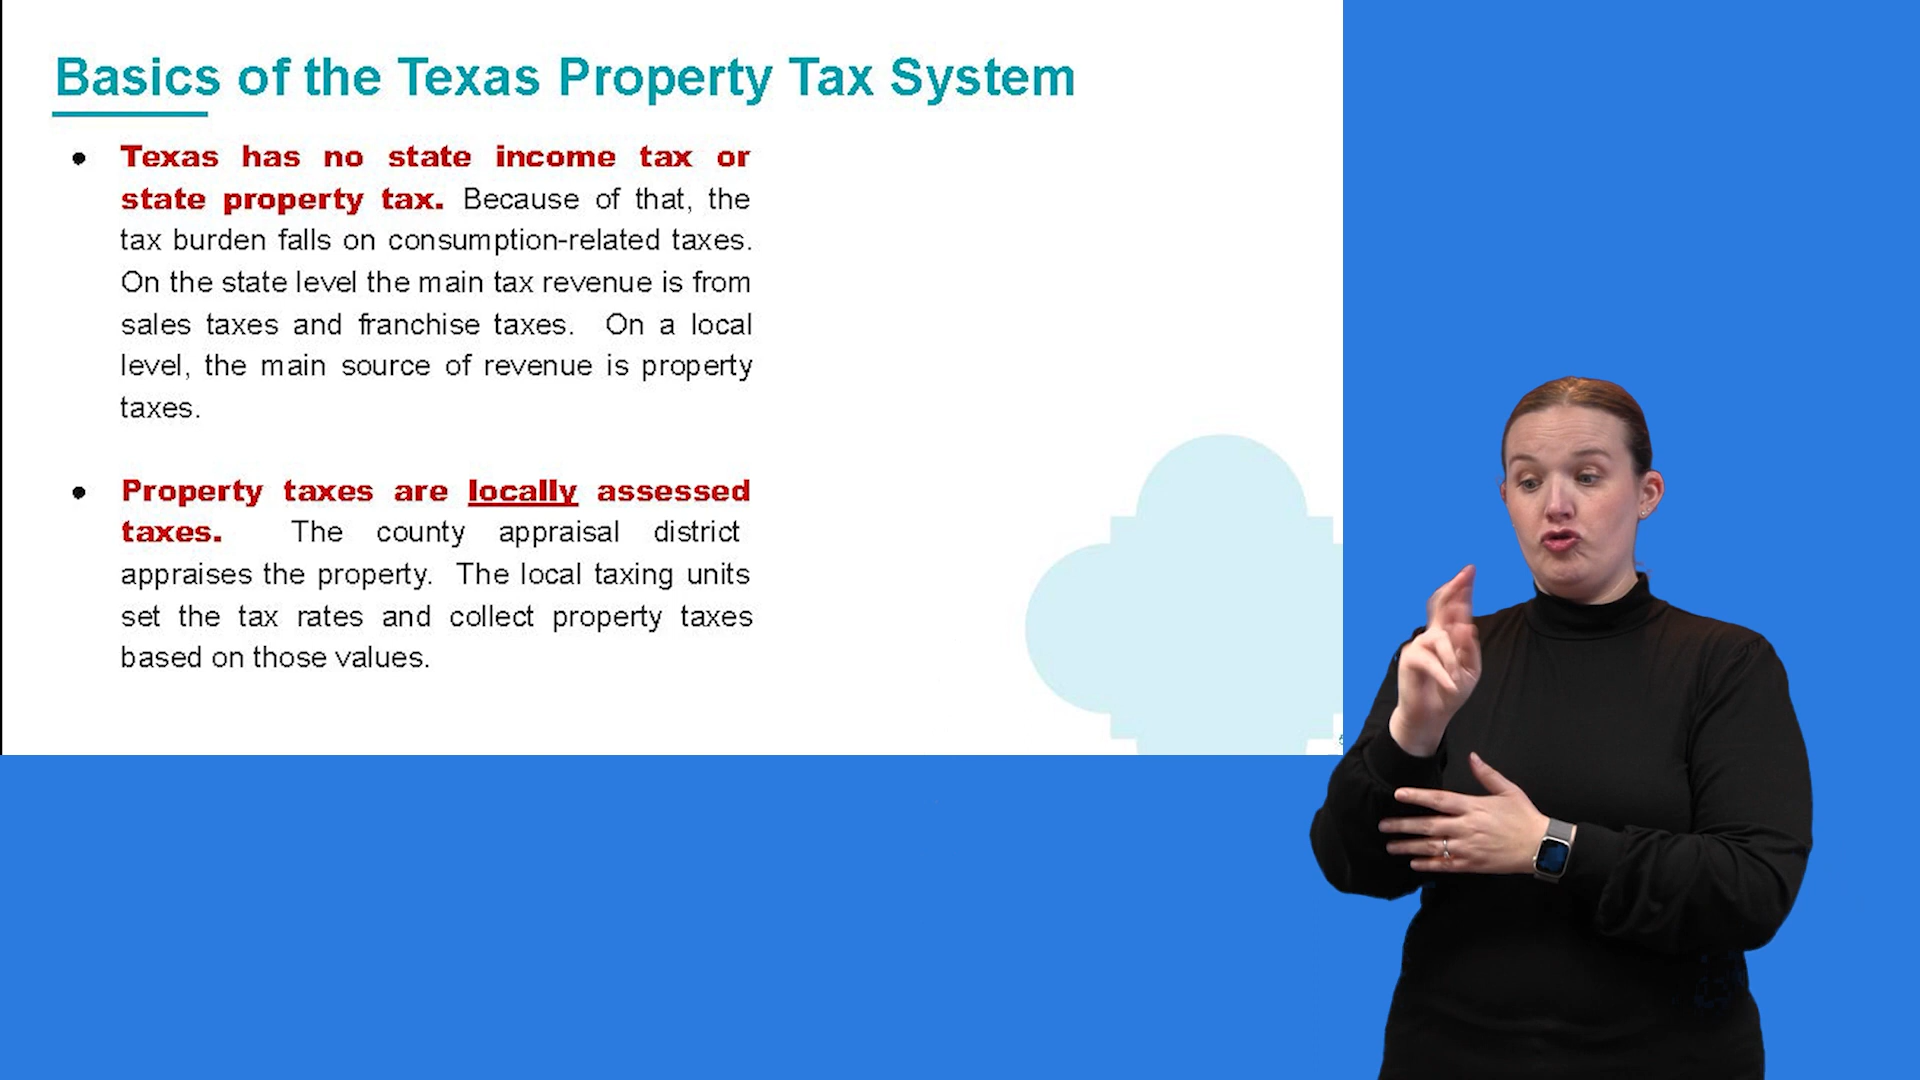 Basics of the Texas Property Tax System
● Texas has no state income tax or
state property tax. Because of that, the
tax burden falls on consumption-related taxes.
On the state level the main tax revenue is from
sales taxes and franchise taxes. On a local
level, the main source of revenue is property
taxes.
● Property taxes are locally assessed
taxes. The county appraisal district
appraises the property. The local taxing units
set the tax rates and collect property taxes
based on those values.